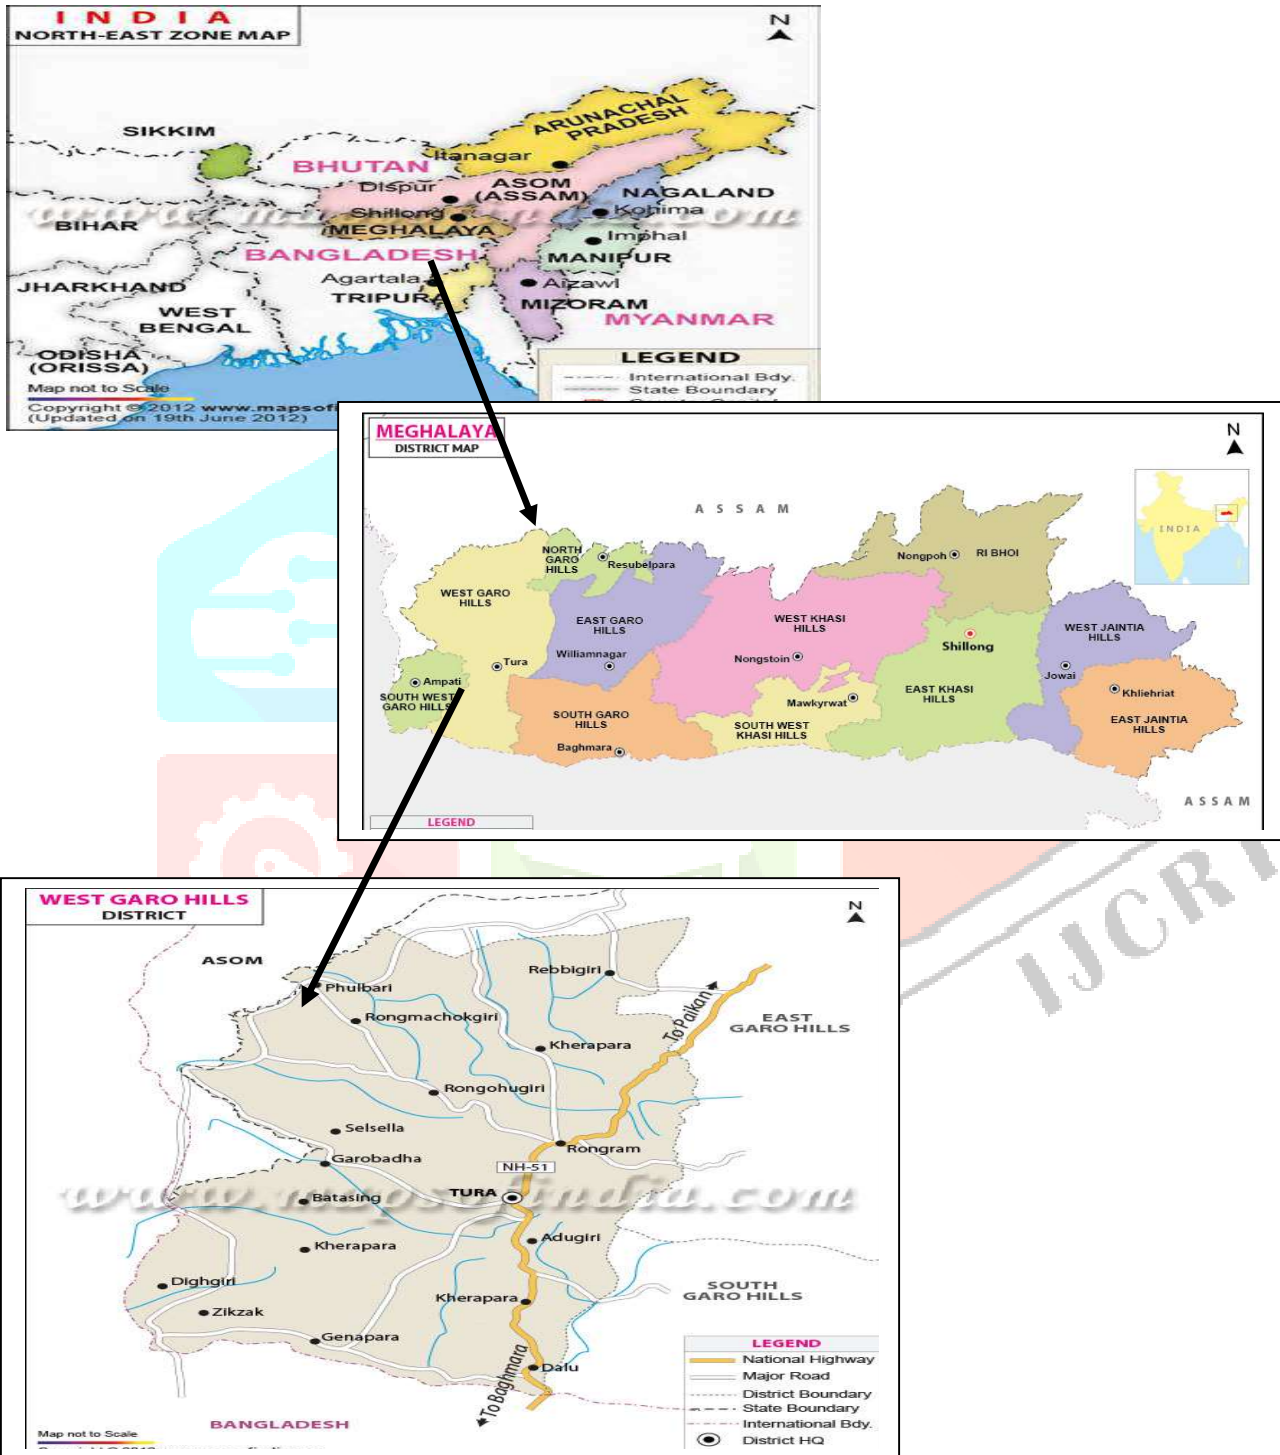 INDIA
NORTH-EAST ZONE MAP
N
ARUNACHAL
PRADESH
SIKKIM
Itanagar
BHUTAN
Dispur
ASOM
(ASSAM)
NAGALAND
www.mapsofindia.com
Shillong
Kohima
BIHAR
MEGHALAYA
Imphal
BANGLADESH
MANIPUR
Agartala
Aizawl
JHARKHAND
TRIPURA
MIZORAM
WEST
BENGAL
MYANMAR
ODISHA
(ORISSA)
LEGEND
International Bdy.
State Boundary
Map not to Scale
Copyright © 2012 www.mapsofi
(Updated on 19th June 2012)
MEGHALAYA
DISTRICT MAP
N
ASSAM
INDIA
NORTH
GARO
HILLS
Resubelpara
Nongpoh
RI BHOI
WEST GARO
HILLS
EAST GARO
HILLS
WEST KHASI
HILLS
WEST JAINTIA
HILLS
Shillong
Williamnagar
Nongstoin
Tura
Jowai
Ampati
SOUTH WEST
GARO HILLS
EAST KHASI
HILLS
Khliehriat
Mawkyrwat
SOUTH GARO
HILLS
SOUTH WEST
KHASI HILLS
EAST JAINTIA
HILLS
Baghmara
ASSAM
LEGEND
IJCRT
WEST GARO HILLS
DISTRICT
N
ASOM
Rebbigiri
Phulbari
To Paikan
Rongmachokgiri
EAST
GARO HILLS
Kherapara
Rongohugiri
Selsella
Rongram
Garobadha
NH-51
TURA
www.mapsofindia.com
Batasing
Adugiri
Kherapara
Dighgiri
SOUTH
GARO HILLS
Kherapara
Zikzak
Genapara
Dalu
To Baghmara
BANGLADESH
LEGEND
National Highway
Major Road
District Boundary
State Boundary
International Bdy.
District HQ
Map not to Scale